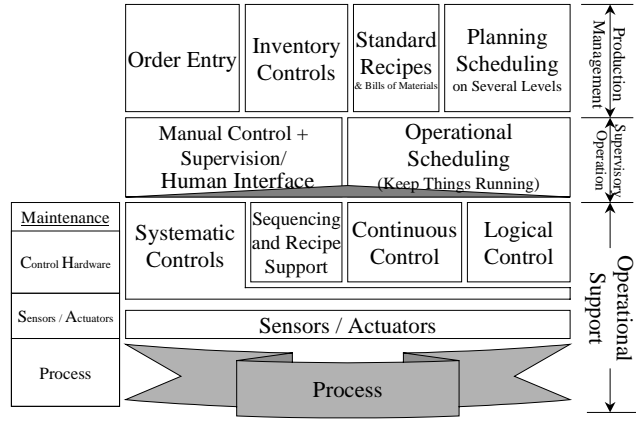 Order Entry
Inventory
Controls
Standard
Recipes
& Bills of Materials
Planning
Scheduling
on Several Levels
Production
Management
Manual Control +
Supervision/
Human Interface
Operational
Scheduling
(Keep Things Running)
Supervisory
Operation
Maintenance
Control Hardware
Sensors / Actuators
Process
Systematic
Controls
Sequencing
and Recipe
Support
Continuous
Control
Logical
Control
Sensors / Actuators
Process
Operational
Support